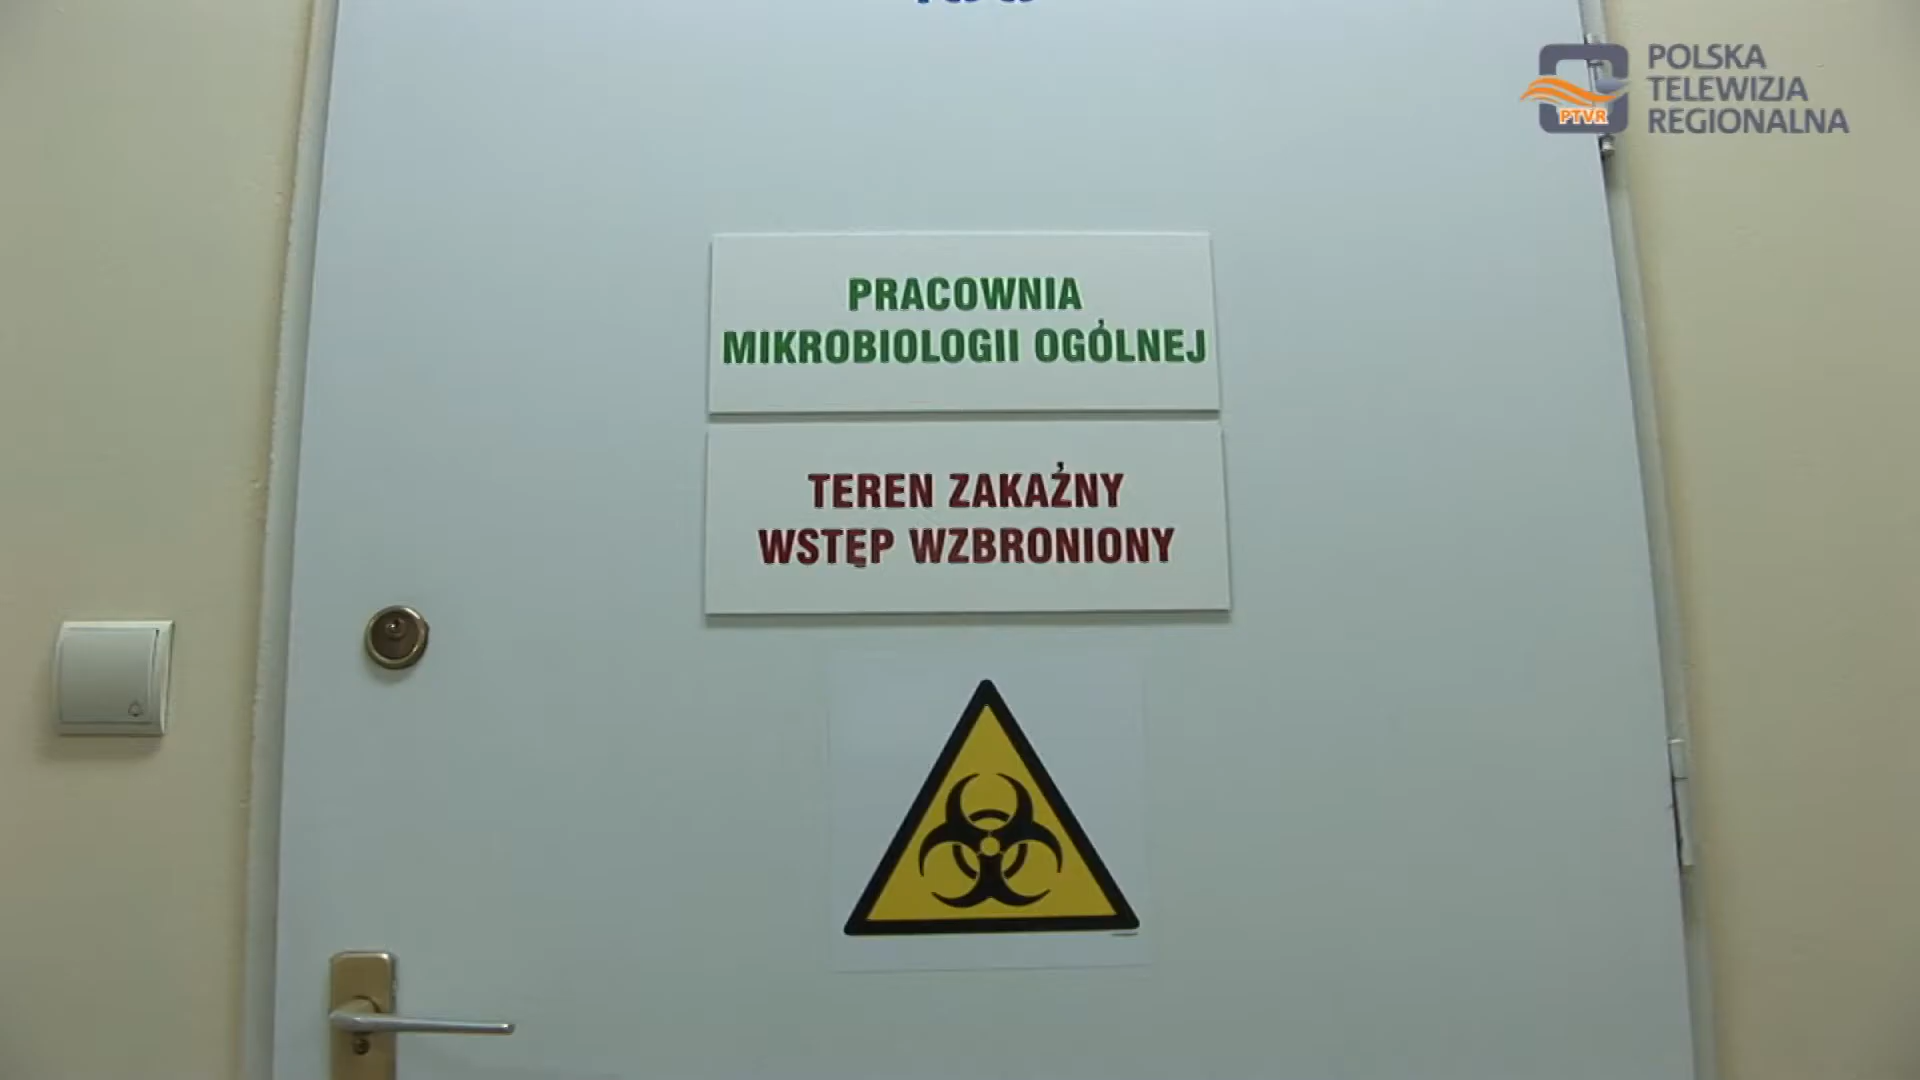 POLSKA
TELEWIZJA
REGIONALNA
PTVR
PRACOWNIA
MIKROBIOLOGII OGÓLNEJ
TEREN ZAKAŹNY
WSTĘP WZBRONIONY